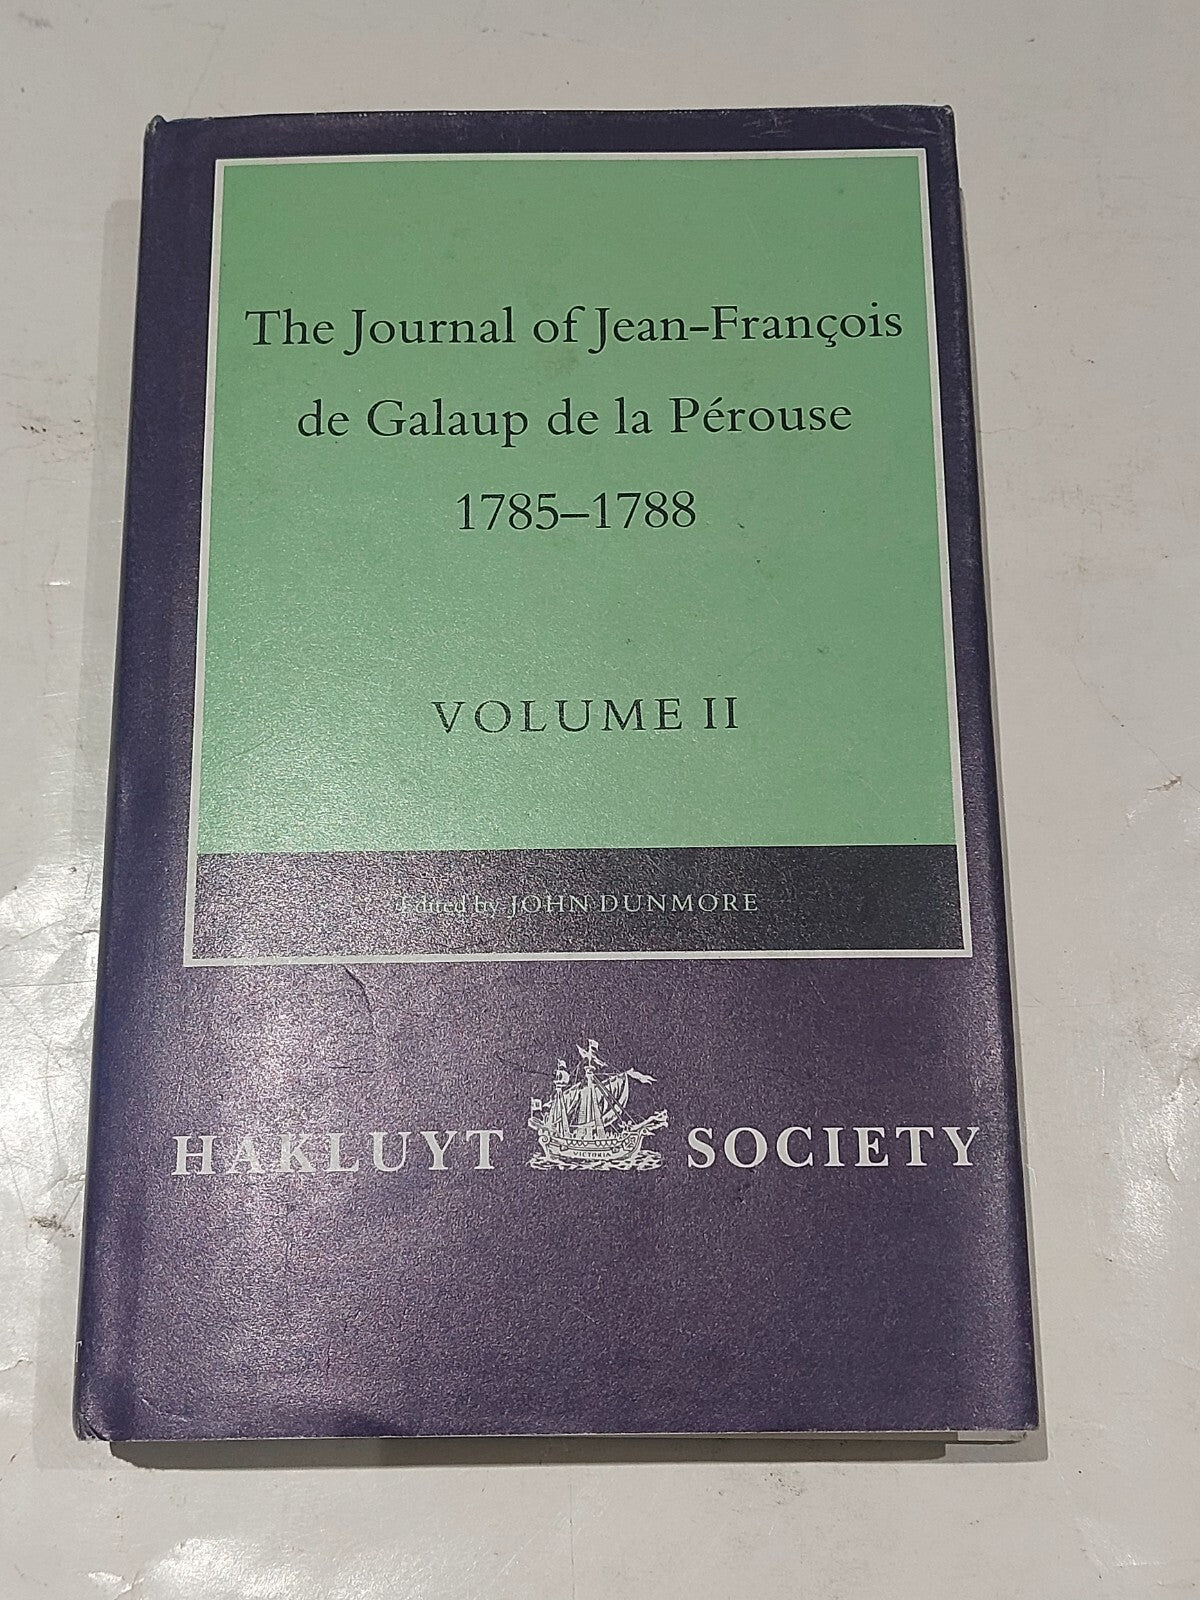 The Journal of Jean-François
de Galaup de la Pérouse
1785–1788
VOLUME II
Edited by JOHN DUNMORE
HAKLUYT SOCIETY
VICTORIA